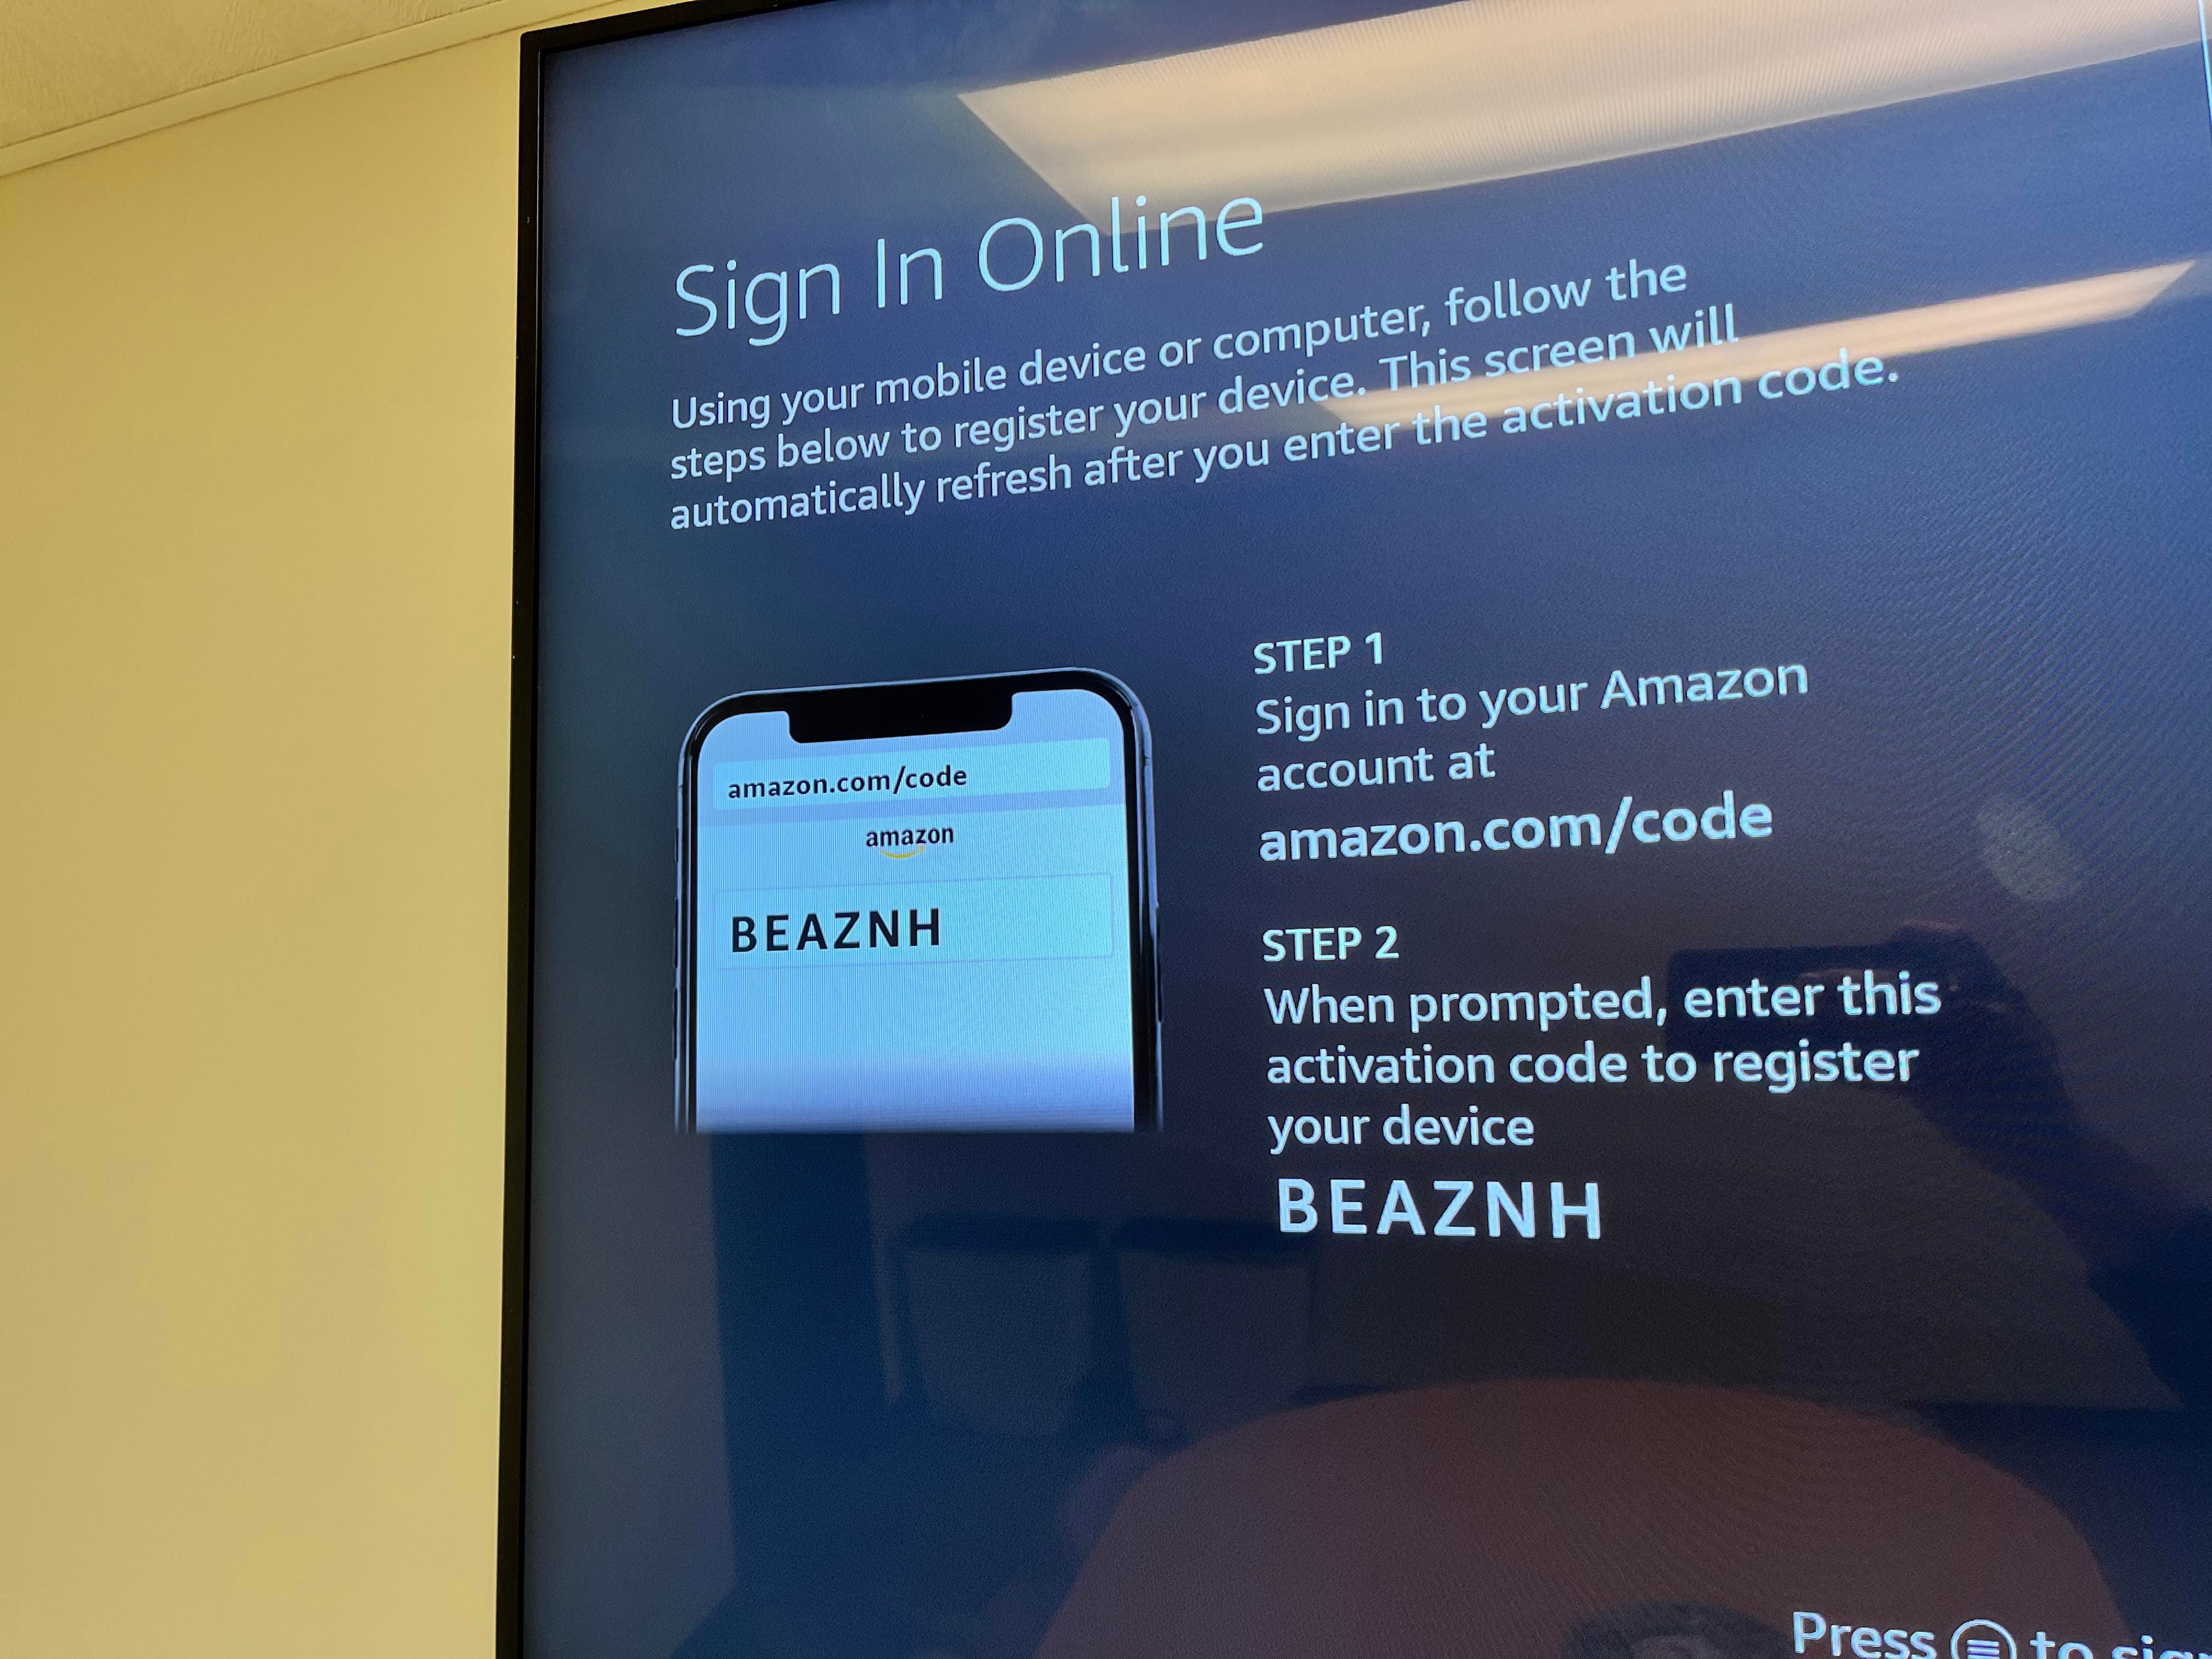 Sign In Online
Using your mobile device or computer, follow the
steps below to register your device. This screen will
automatically refresh after you enter the activation code.
amazon.com/code
amazon
BEAZNH
STEP 1
Sign in to your Amazon
account at
amazon.com/code
STEP 2
When prompted, enter this
activation code to register
your device
BEAZNH
Press to